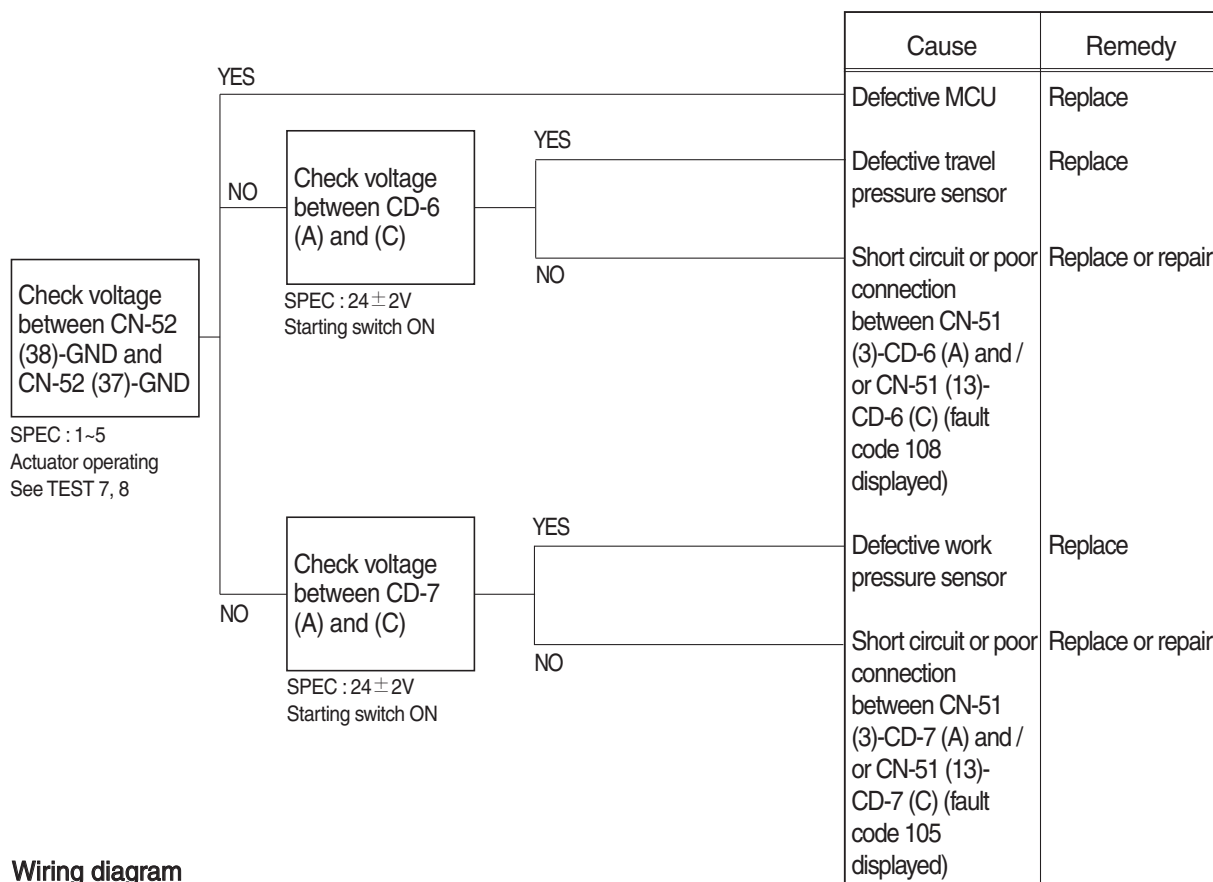 Cause
Remedy
YES
Defective MCU
Replace
YES
Defective travel
pressure sensor
Replace
NO
Check voltage
between CD-6
(A) and (C)
NO
Short circuit or poor
connection
between CN-51
(3)-CD-6 (A) and /
or CN-51 (13)-
CD-6 (C) (fault
code 108
displayed)
Replace or repair
SPEC : 24±2V
Starting switch ON
Check voltage
between CN-52
(38)-GND and
CN-52 (37)-GND
SPEC : 1~5
Actuator operating
See TEST 7, 8
YES
Defective work
pressure sensor
Replace
Check voltage
between CD-7
(A) and (C)
NO
NO
Short circuit or poor
connection
between CN-51
(3)-CD-7 (A) and /
or CN-51 (13)-
CD-7 (C) (fault
code 105
displayed)
Replace or repair
SPEC : 24±2V
Starting switch ON
Wiring diagram